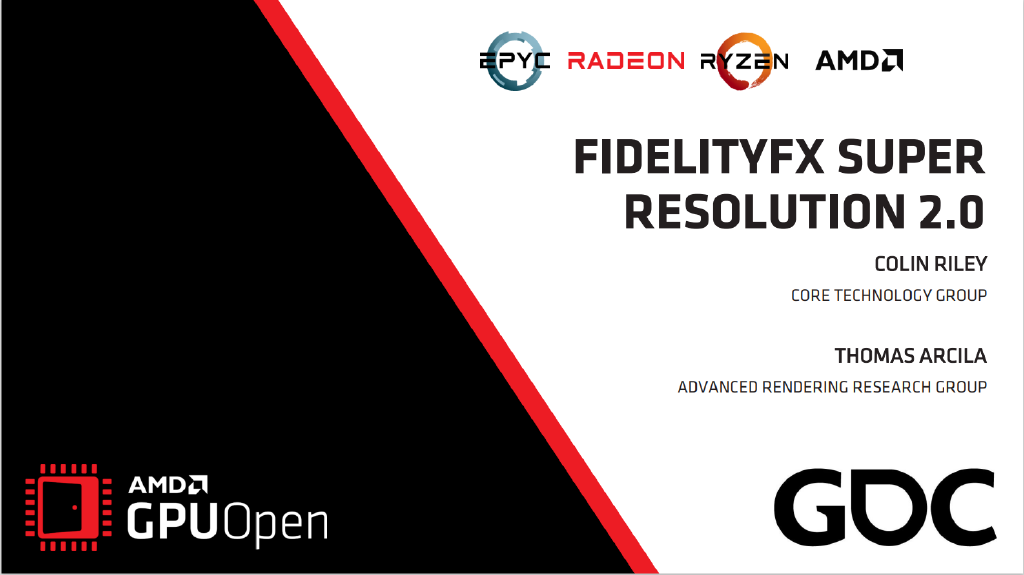 EPYC RADEON RYZEN AMD
FIDELITYFX SUPER
RESOLUTION 2.0
COLIN RILEY
CORE TECHNOLOGY GROUP
THOMAS ARCILA
ADVANCED RENDERING RESEARCH GROUP
AMD
GPUOpen
GDC